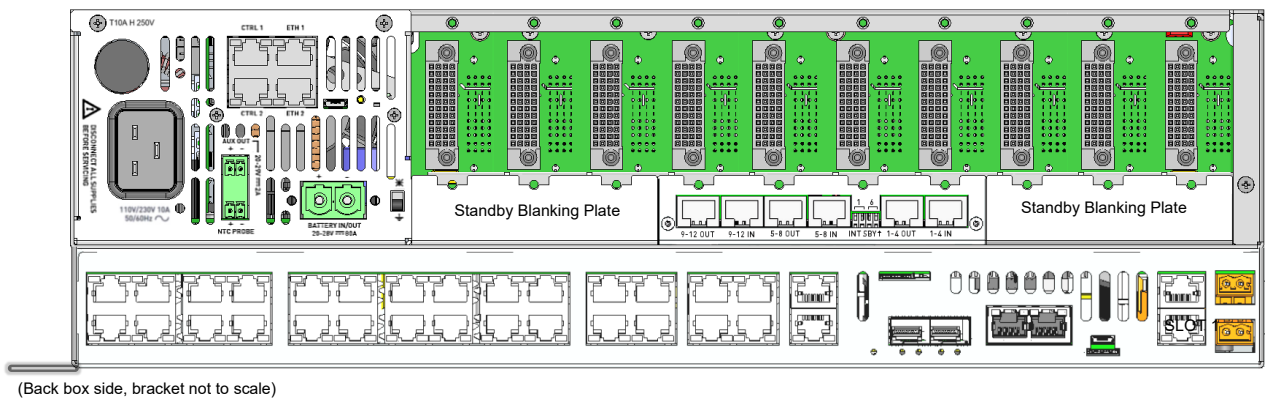 T10A H 250V
CTRL 1 ETH 1
CTRL 2 ETH 2
AUX OUT
+ -
20-29V 2A
DISCONNECT ALL SUPPLIES
BEFORE SERVICING
110V/230V 10A
50/60Hz
+ -
NTC PROBE
+ -
BATTERY IN/OUT
20-28V 80A
Standby Blanking Plate
1 6
9-12 OUT 9-12 IN 5-8 OUT 5-8 IN INT SBY↑ 1-4 OUT 1-4 IN
Standby Blanking Plate
SLOT 1
(Back box side, bracket not to scale)